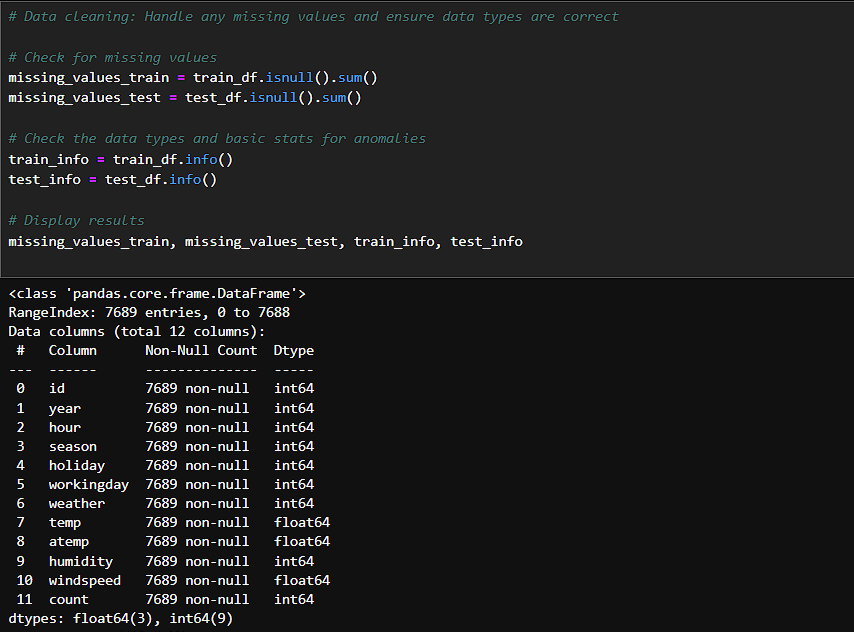 # Data cleaning: Handle any missing values and ensure data types are correct
# Check for missing values
missing_values_train = train_df.isnull().sum()
missing_values_test = test_df.isnull().sum()
# Check the data types and basic stats for anomalies
train_info = train_df.info()
test_info = test_df.info()
# Display results
missing_values_train, missing_values_test, train_info, test_info
<class 'pandas.core.frame.DataFrame'>
RangeIndex: 7689 entries, 0 to 7688
Data columns (total 12 columns):
 #   Column      Non-Null Count  Dtype
---  ------      --------------  -----
 0   id          7689 non-null   int64
 1   year        7689 non-null   int64
 2   hour        7689 non-null   int64
 3   season      7689 non-null   int64
 4   holiday     7689 non-null   int64
 5   workingday  7689 non-null   int64
 6   weather     7689 non-null   int64
 7   temp        7689 non-null   float64
 8   atemp       7689 non-null   float64
 9   humidity    7689 non-null   int64
 10  windspeed   7689 non-null   float64
 11  count       7689 non-null   int64
dtypes: float64(3), int64(9)